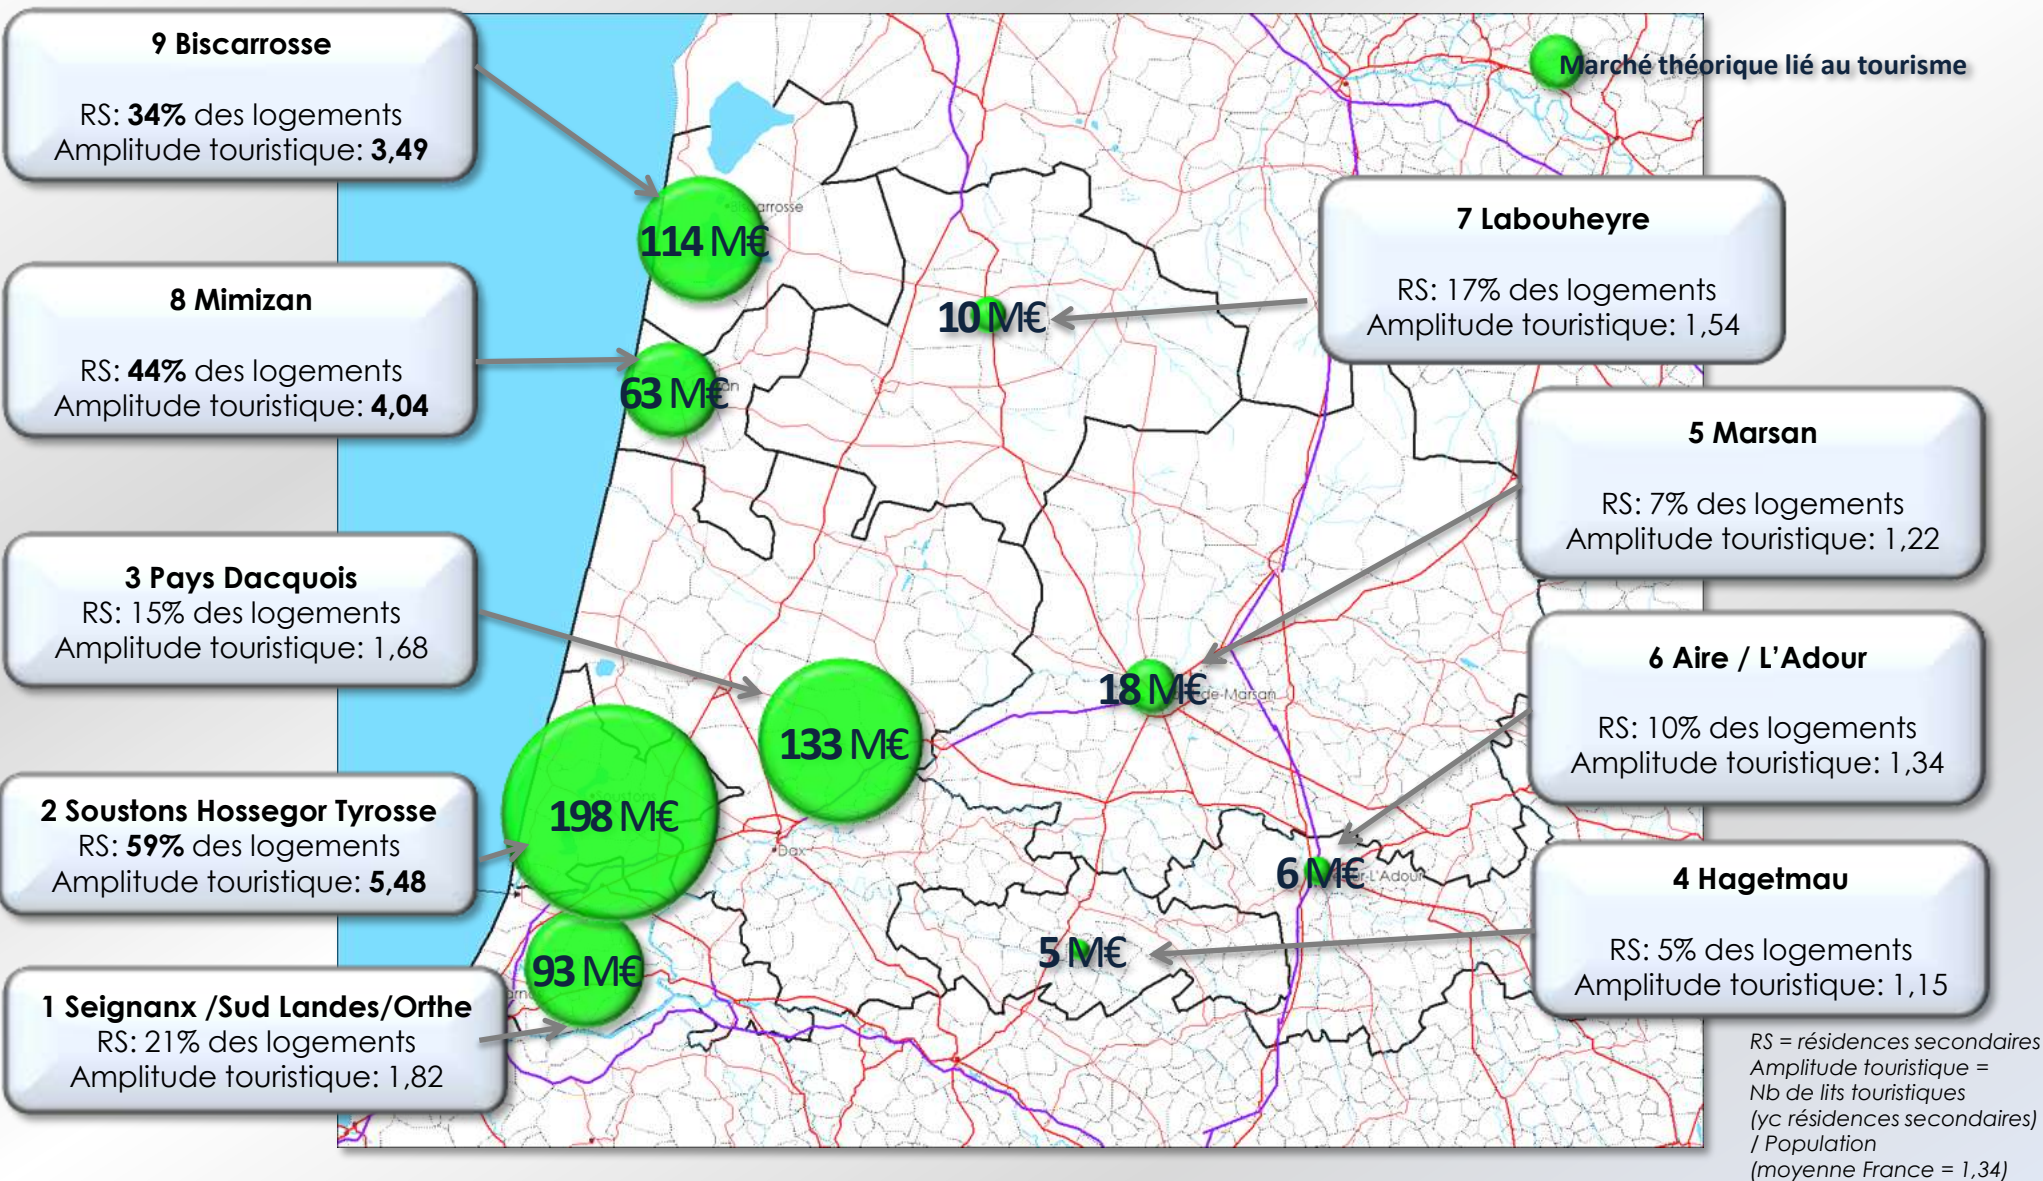 9 Biscarrosse
RS: 34% des logements
Amplitude touristique: 3,49
8 Mimizan
RS: 44% des logements
Amplitude touristique: 4,04
3 Pays Dacquois
RS: 15% des logements
Amplitude touristique: 1,68
2 Soustons Hossegor Tyrosse
RS: 59% des logements
Amplitude touristique: 5,48
1 Seignanx /Sud Landes/Orthe
RS: 21% des logements
Amplitude touristique: 1,82
Marché théorique lié au tourisme
Biscarrosse
114 M€
10 M€
63 M€
18 M€
de-Marsan
133 M€
Soustons
198 M€
Dax
6 M€
L'Adour
5 M€
93 M€
7 Labouheyre
RS: 17% des logements
Amplitude touristique: 1,54
5 Marsan
RS: 7% des logements
Amplitude touristique: 1,22
6 Aire / L'Adour
RS: 10% des logements
Amplitude touristique: 1,34
4 Hagetmau
RS: 5% des logements
Amplitude touristique: 1,15
RS = résidences secondaires
Amplitude touristique =
Nb de lits touristiques
(yc résidences secondaires)
/ Population
(moyenne France = 1,34)